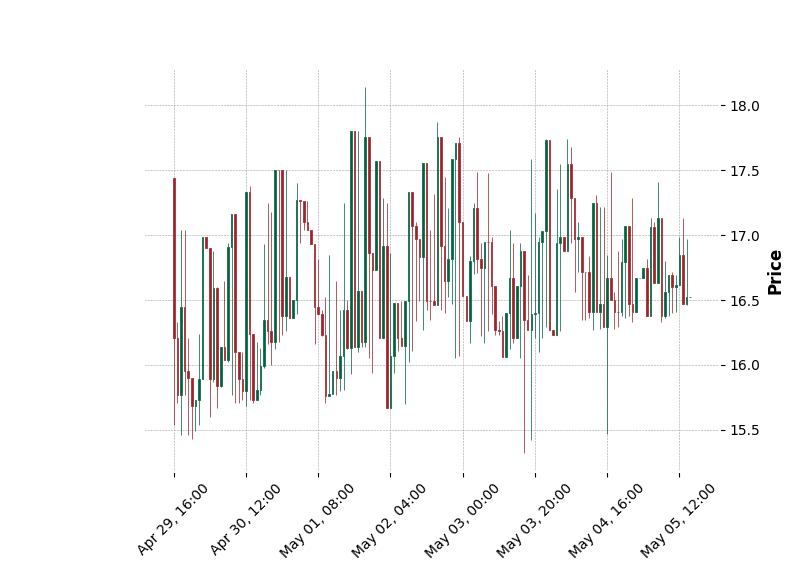 18.0
17.5
17.0
16.5
16.0
15.5
Price
Apr 29, 16:00
Apr 30, 12:00
May 01, 08:00
May 02, 04:00
May 03, 00:00
May 03, 20:00
May 04, 16:00
May 05, 12:00